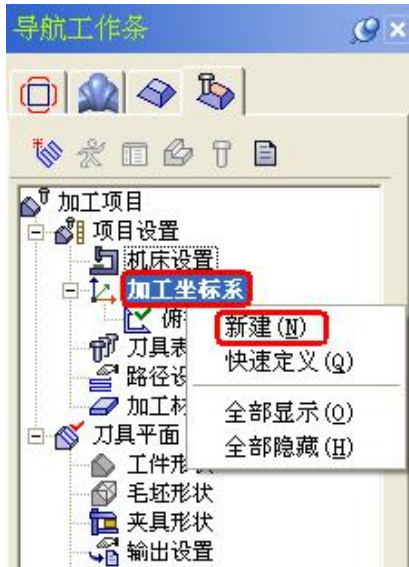 导航工作条
加工项目
项目设置
机床设置
加工坐标系
俯
新建(N)
刀具表
快速定义(Q)
路径设
加工材
全部显示(O)
刀具平面
全部隐藏(H)
工件形状
毛坯形状
夹具形状
输出设置